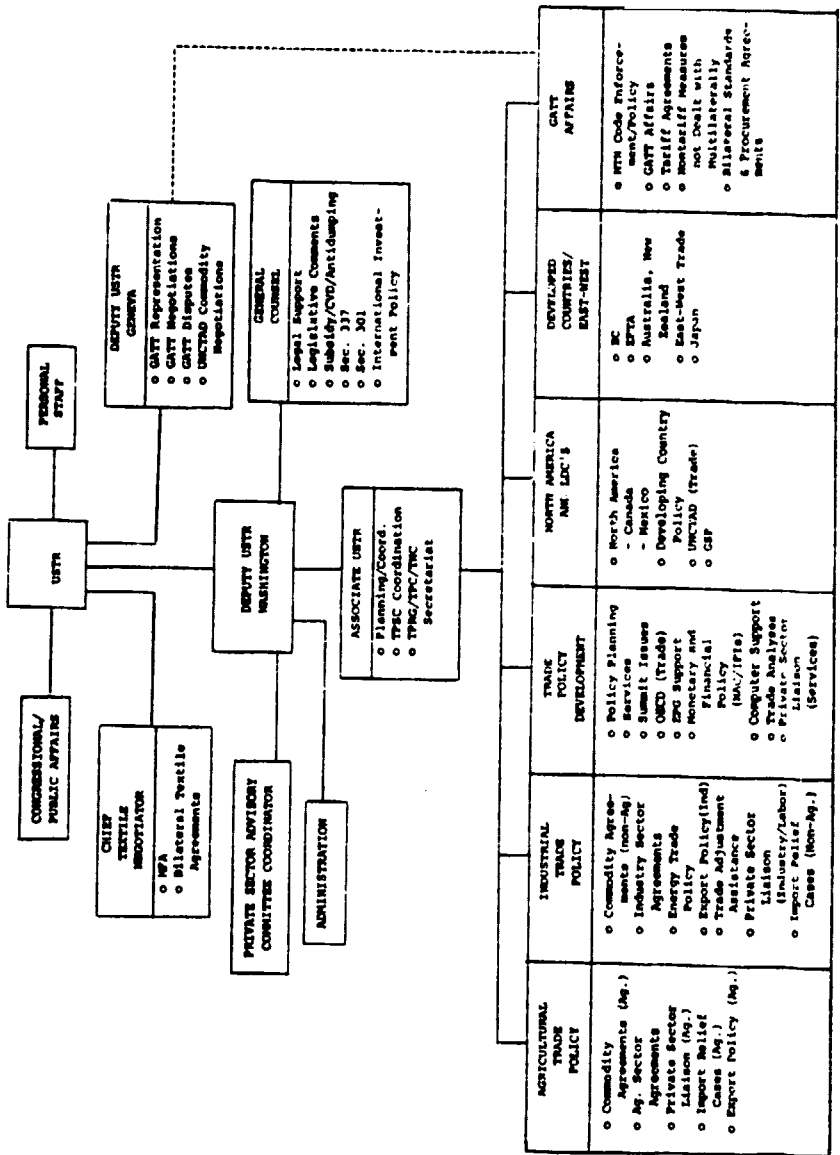 USTR
PERSONAL
STAFF
CONGRESSIONAL/
PUBLIC AFFAIRS
CHIEF
TEXTILE
NEGOTIATOR
o MFA
o Bilateral Textile
Agreements
DEPUTY USTR
GENEVA
o GATT Representation
o GATT Negotiations
o GATT Disputes
o UNCTAD Commodity
Negotiations
DEPUTY USTR
WASHINGTON
GENERAL
COUNSEL
o Legal Support
o Legislative Comments
o Subsidy/CVD/Antidumping
o Sec. 337
o Sec. 301
o International Invest-
ment Policy
PRIVATE SECTOR ADVISORY
COMMITTEE COORDINATOR
ADMINISTRATION
ASSOCIATE USTR
o Planning/Coord.
o TPSC Coordination
o TPRG/TPC/TNC
Secretariat
AGRICULTURAL
TRADE
POLICY
o Commodity
Agreements (Ag.)
o Ag. Sector
Agreements
o Private Sector
Liaison (Ag.)
o Import Relief
Cases (Ag.)
o Export Policy (Ag.)
INDUSTRIAL
TRADE
POLICY
o Commodity Agree-
ments (non-Ag)
o Industry Sector
Agreements
o Energy Trade
Policy
o Export Policy(Ind)
o Trade Adjustment
Assistance
o Private Sector
Liaison
(Industry/Labor)
o Import Relief
Cases (Non-Ag.)
TRADE
POLICY
DEVELOPMENT
o Policy Planning
o Services
o Summit Issues
o OECD (Trade)
o EPG Support
o Monetary and
Financial
Policy
(NAC/IFIs)
o Computer Support
o Trade Analyses
o Private Sector
Liaison
(Services)
NORTH AMERICA
AM. LDC'S
o North America
- Canada
- Mexico
o Developing Country
Policy
o UNCTAD (Trade)
o GSP
DEVELOPED
COUNTRIES/
EAST-WEST
o EC
o EFTA
o Australia, New
Zealand
o East-West Trade
o Japan
GATT
AFFAIRS
o MTN Code Enforce-
ment/Policy
o GATT Affairs
o Tariff Agreements
o Nontariff Measures
not Dealt with
Multilaterally
o Bilateral Standards
& Procurement Agree-
ments